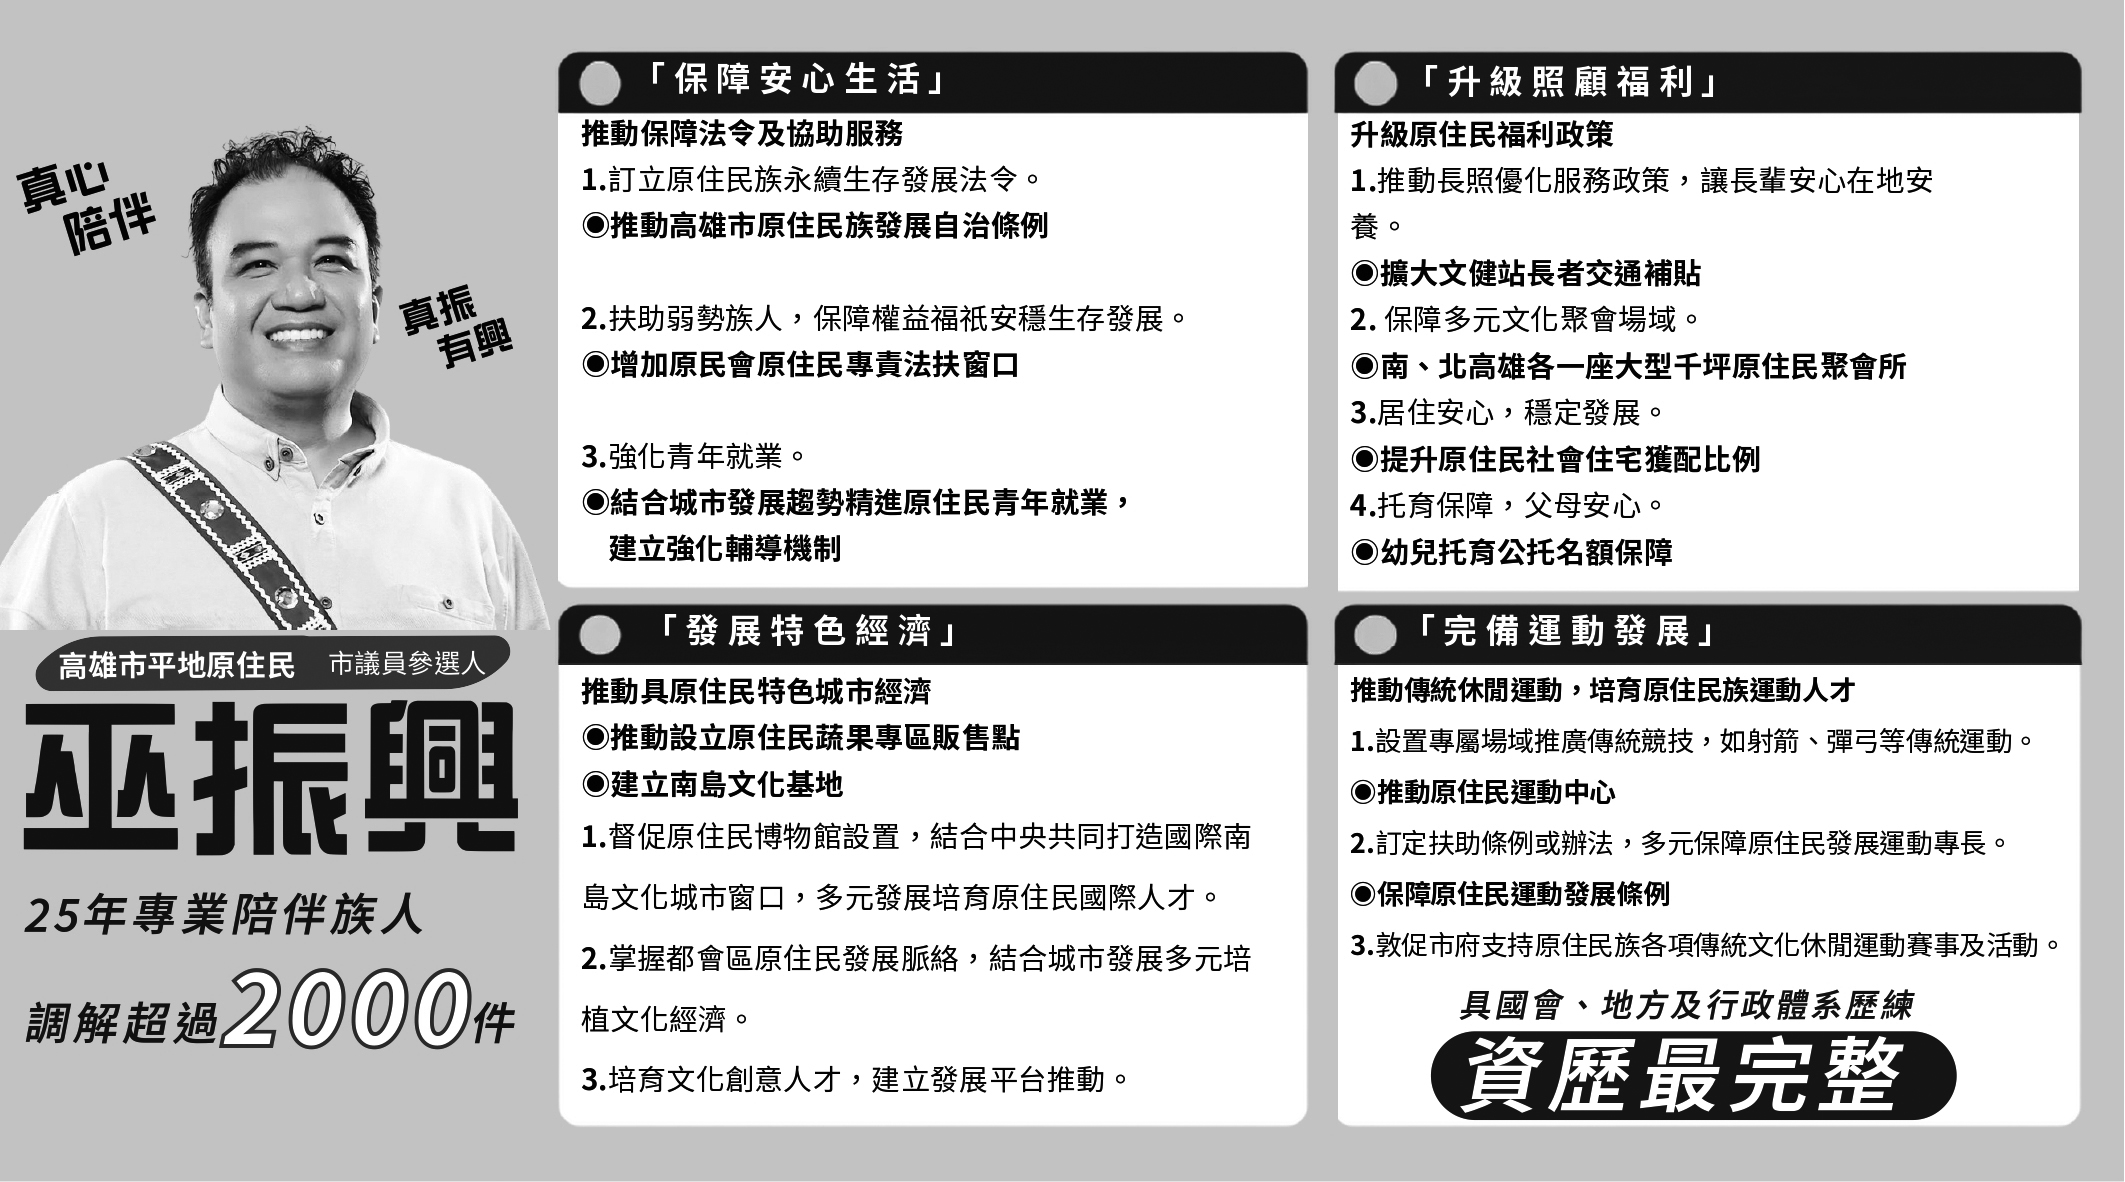 真心
陪伴
真振
有興
高雄市平地原住民 市議員參選人
巫振興
25年專業陪伴族人
調解超過2000件
「保障安心生活」
推動保障法令及協助服務
1.訂立原住民族永續生存發展法令。
◉推動高雄市原住民族發展自治條例
2.扶助弱勢族人，保障權益福祇安穩生存發展。
◉增加原民會原住民專責法扶窗口
3.強化青年就業。
◉結合城市發展趨勢精進原住民青年就業，
建立強化輔導機制
「升級照顧福利」
升級原住民福利政策
1.推動長照優化服務政策，讓長輩安心在地安
養。
◉擴大文健站長者交通補貼
2. 保障多元文化聚會場域。
◉南、北高雄各一座大型千坪原住民聚會所
3.居住安心，穩定發展。
◉提升原住民社會住宅獲配比例
4.托育保障，父母安心。
◉幼兒托育公托名額保障
「發展特色經濟」
推動具原住民特色城市經濟
◉推動設立原住民蔬果專區販售點
◉建立南島文化基地
1.督促原住民博物館設置，結合中央共同打造國際南
島文化城市窗口，多元發展培育原住民國際人才。
2.掌握都會區原住民發展脈絡，結合城市發展多元培
植文化經濟。
3.培育文化創意人才，建立發展平台推動。
「完備運動發展」
推動傳統休閒運動，培育原住民族運動人才
1.設置專屬場域推廣傳統競技，如射箭、彈弓等傳統運動。
◉推動原住民運動中心
2.訂定扶助條例或辦法，多元保障原住民發展運動專長。
◉保障原住民運動發展條例
3.敦促市府支持原住民族各項傳統文化休閒運動賽事及活動。
具國會、地方及行政體系歷練
資歷最完整